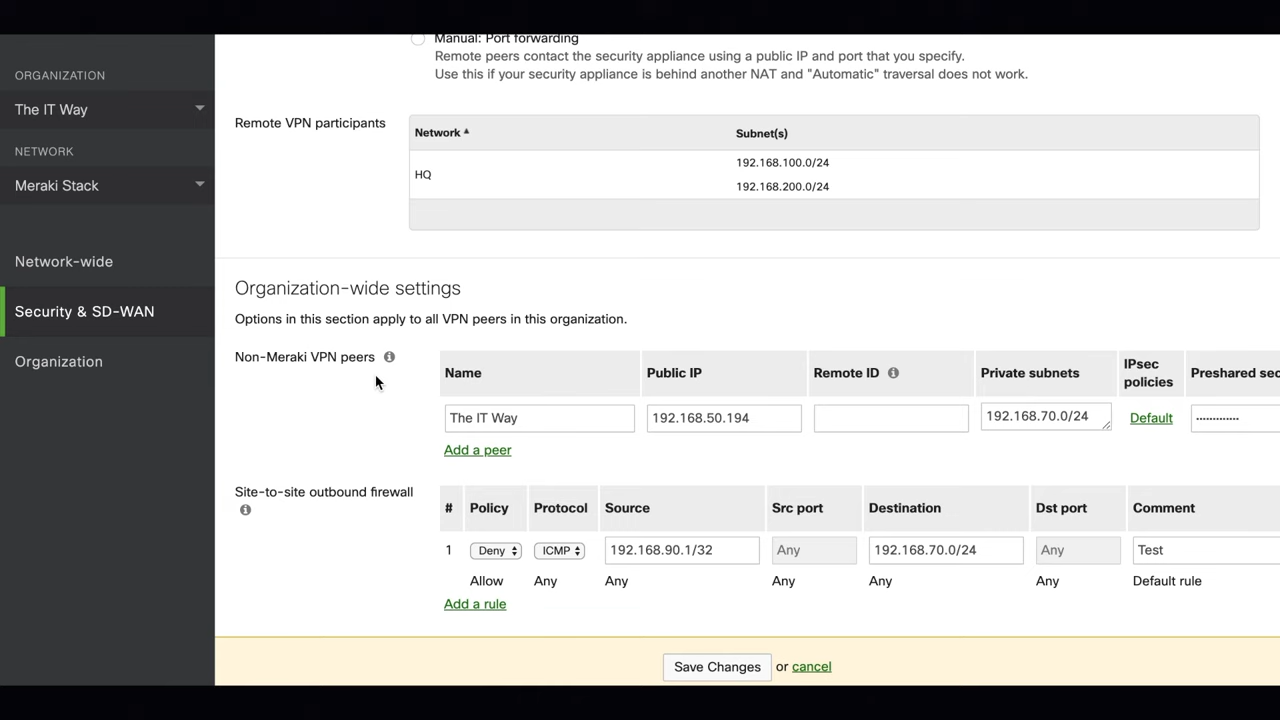 ORGANIZATION
The IT Way
NETWORK
Meraki Stack
Network-wide
Security & SD-WAN
Organization
Manual: Port forwarding
Remote peers contact the security appliance using a public IP and port that you specify.
Use this if your security appliance is behind another NAT and "Automatic" traversal does not work.
Remote VPN participants
Network Subnet(s)
HQ
192.168.100.0/24
192.168.200.0/24
Organization-wide settings
Options in this section apply to all VPN peers in this organization.
Non-Meraki VPN peers
Name Public IP Remote ID Private subnets IPsec policies Preshared sec
The IT Way 192.168.50.194 192.168.70.0/24 Default .............
Add a peer
Site-to-site outbound firewall
# Policy Protocol Source Src port Destination Dst port Comment
1 Deny ICMP 192.168.90.1/32 Any 192.168.70.0/24 Any Test
Allow Any Any Any Any Any Default rule
Add a rule
Save Changes or cancel